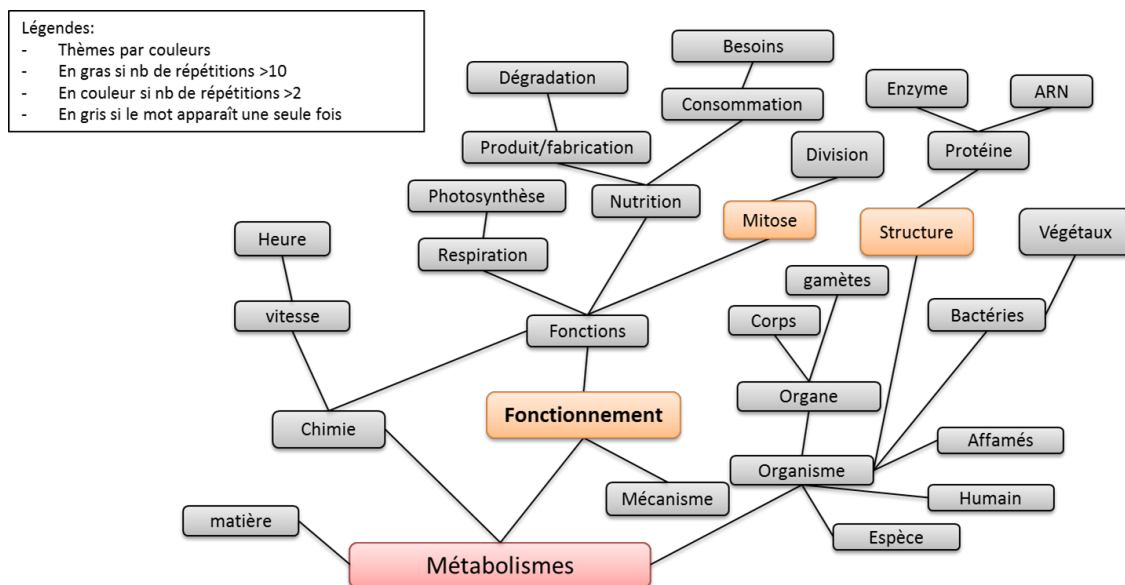 Légendes:
- Thèmes par couleurs
- En gras si nb de répétitions >10
- En couleur si nb de répétitions >2
- En gris si le mot apparaît une seule fois
Besoins
Dégradation
Enzyme
ARN
Consommation
Produit/fabrication
Division
Protéine
Photosynthèse
Nutrition
Mitose
Structure
Végétaux
Heure
Respiration
gamètes
vitesse
Corps
Bactéries
Fonctions
Organe
Fonctionnement
Chimie
Affamés
Organisme
Mécanisme
Humain
matière
Espèce
Métabolismes